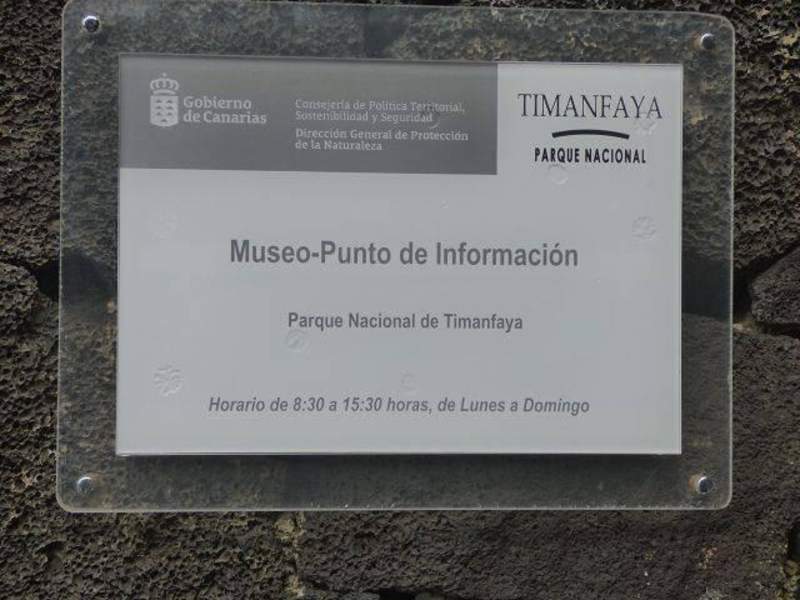 Gobierno
de Canarias
Consejería de Política Territorial,
Sostenibilidad y Seguridad
Dirección General de Protección
de la Naturaleza
TIMANFAYA
PARQUE NACIONAL
Museo-Punto de Información
Parque Nacional de Timanfaya
Horario de 8:30 a 15:30 horas, de Lunes a Domingo